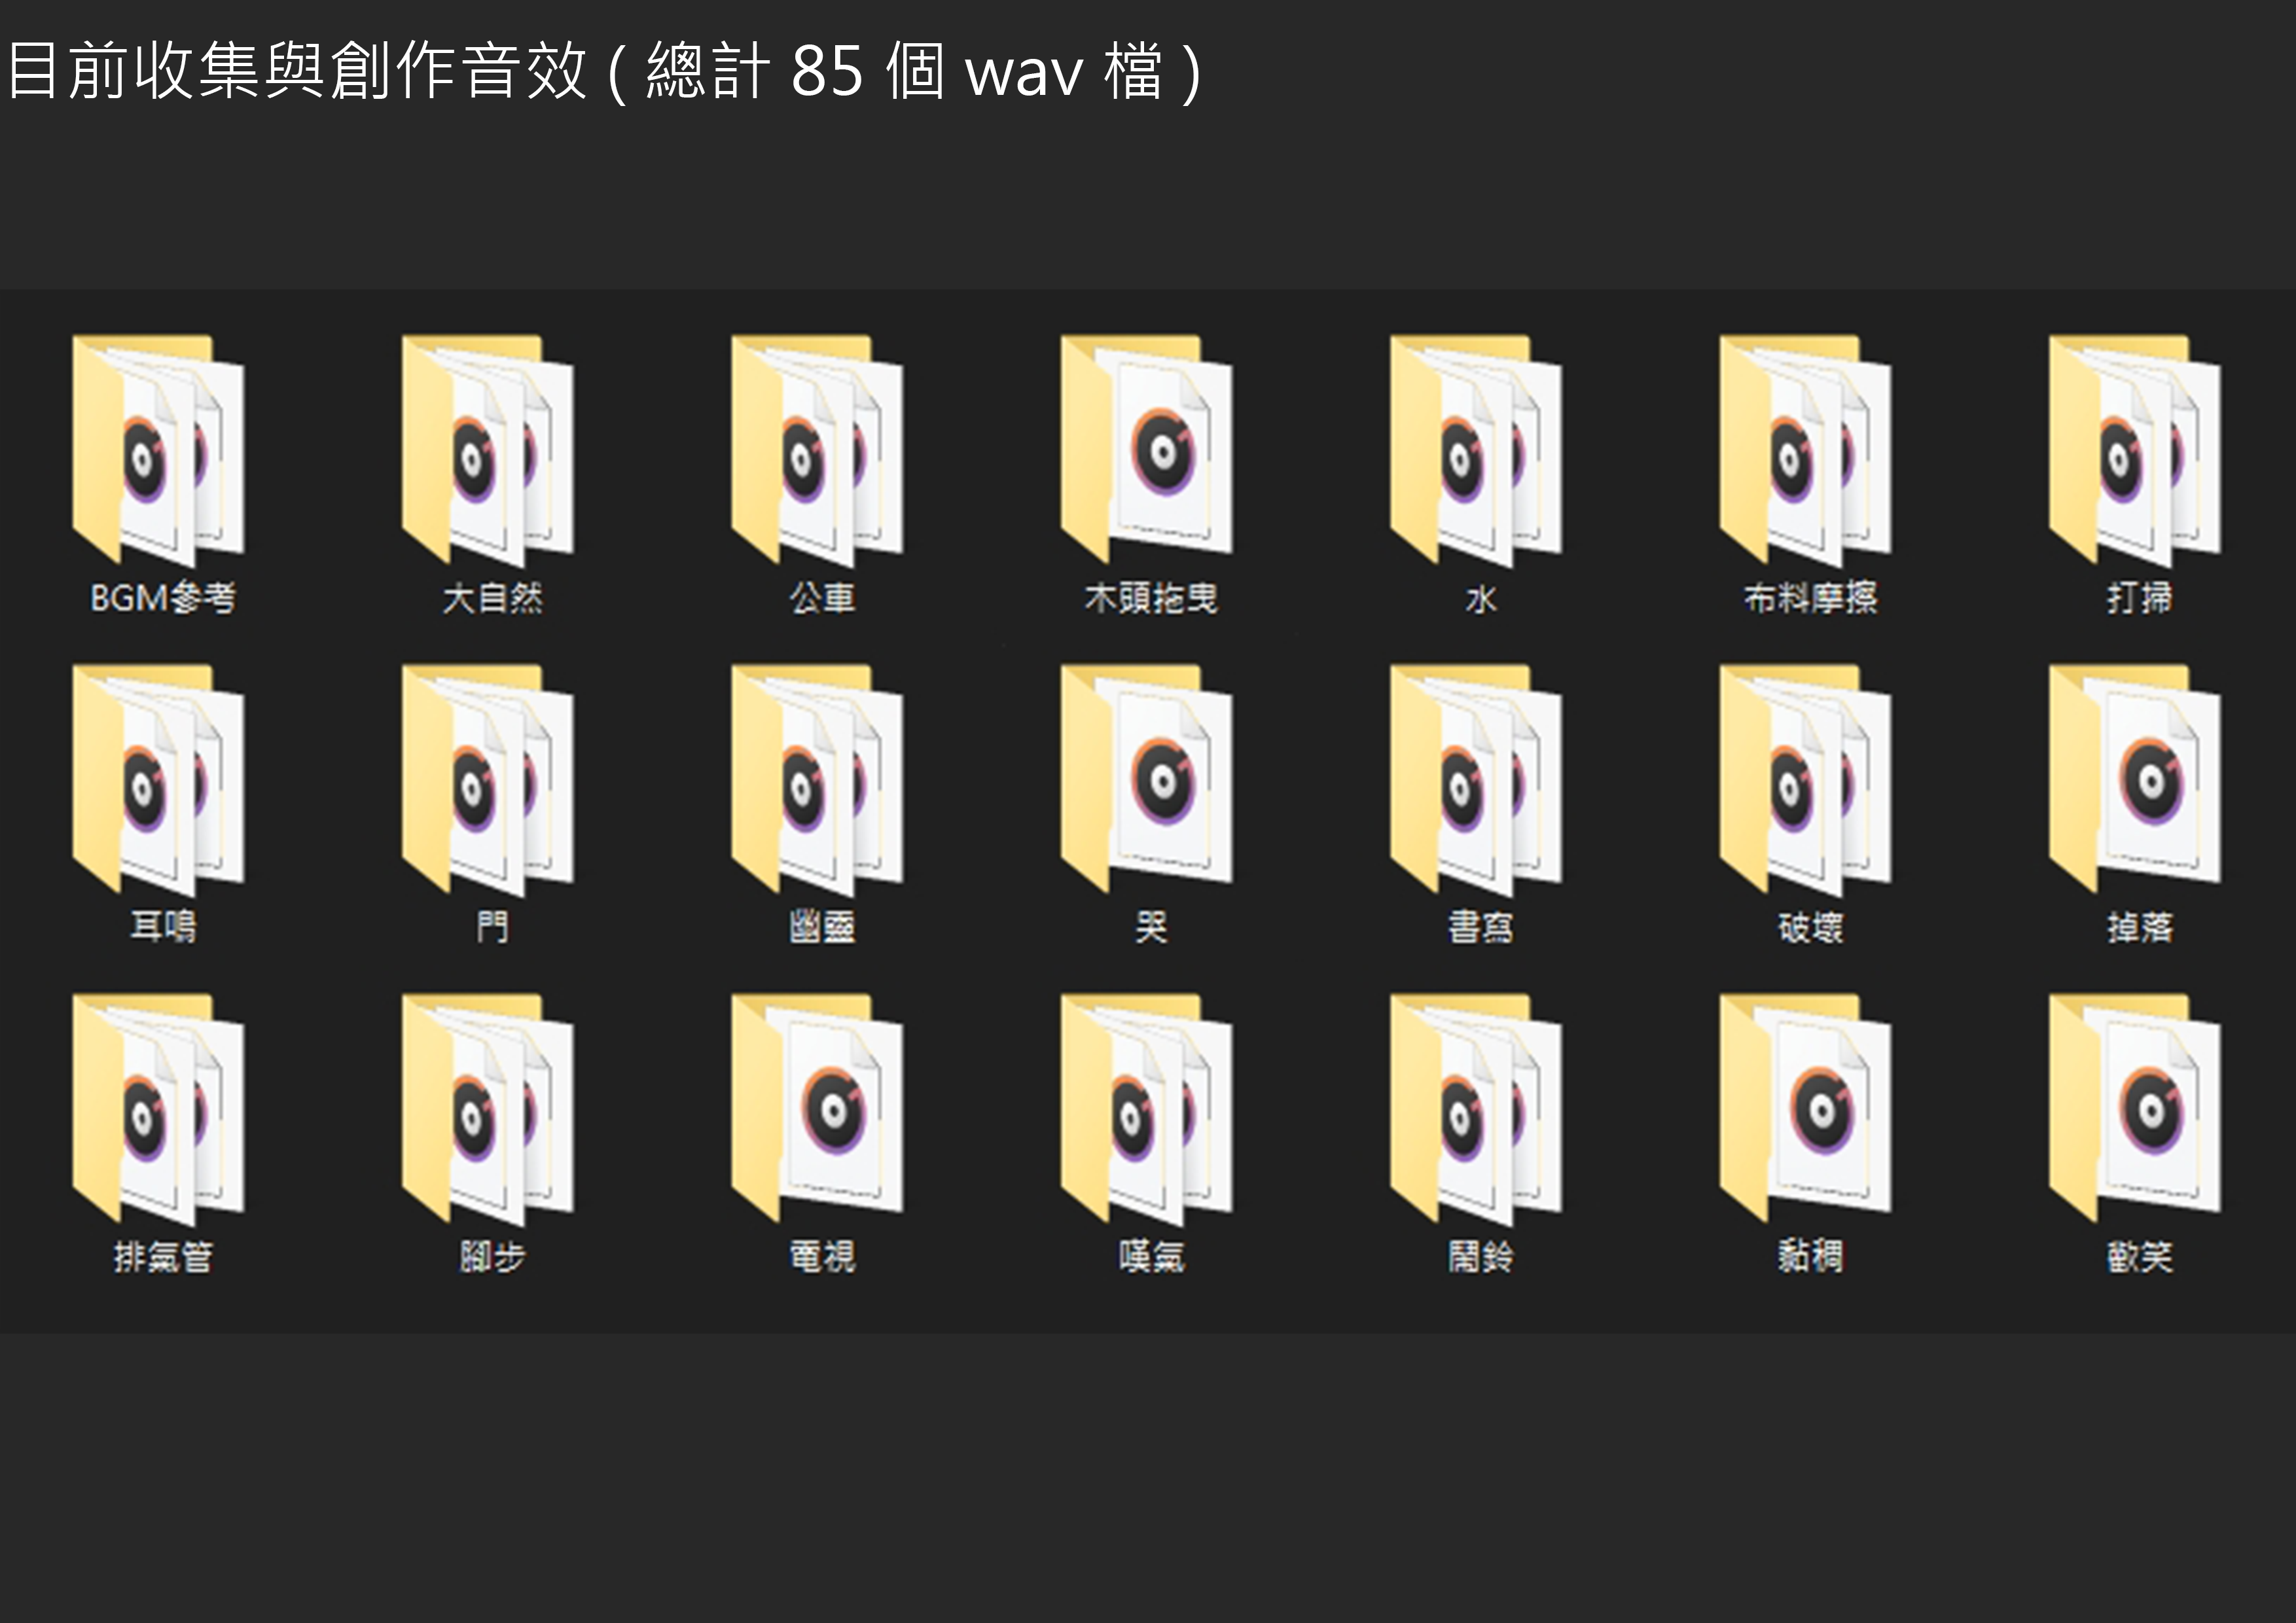 目前收集與創作音效 ( 總計 85 個 wav 檔 )
BGM參考 大自然 公車 木頭拖曳 水 布料摩擦 打掃
耳鳴 門 幽靈 哭 書寫 破壞 掉落
排氣管 腳步 電視 嘆氣 鬧鈴 黏稠 歡笑